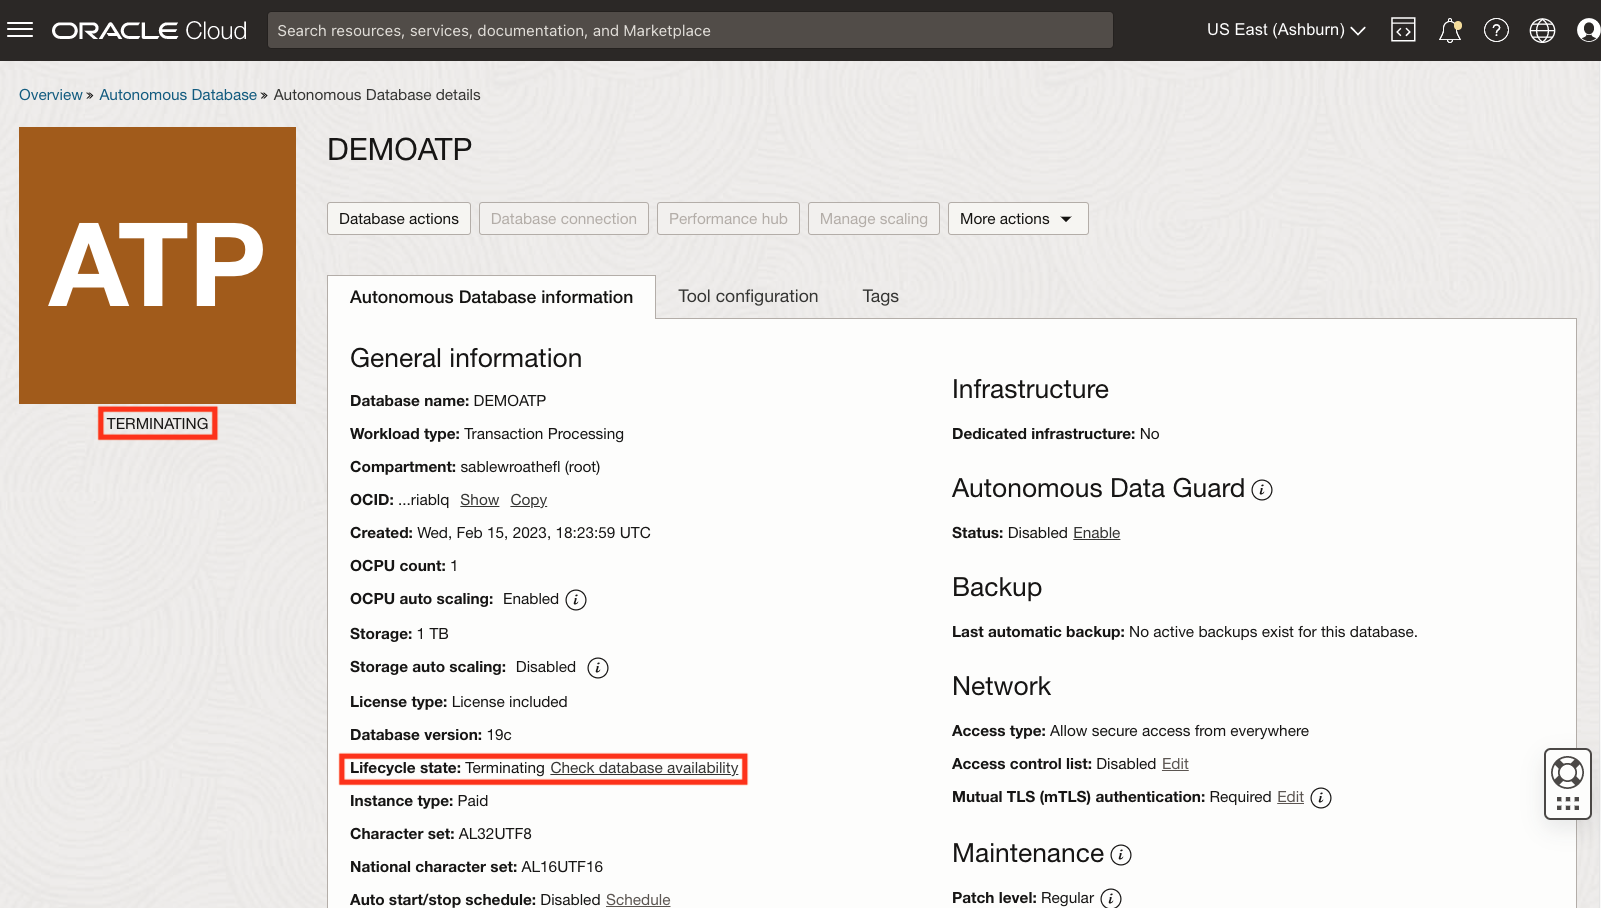 ORACLE Cloud
Search resources, services, documentation, and Marketplace
US East (Ashburn)
Overview » Autonomous Database » Autonomous Database details
ATP
TERMINATING
DEMOATP
Database actions
Database connection
Performance hub
Manage scaling
More actions
Autonomous Database information
Tool configuration
Tags
General information
Database name: DEMOATP
Workload type: Transaction Processing
Compartment: sablewroathefl (root)
OCID: ...riablq Show Copy
Created: Wed, Feb 15, 2023, 18:23:59 UTC
OCPU count: 1
OCPU auto scaling: Enabled
Storage: 1 TB
Storage auto scaling: Disabled
License type: License included
Database version: 19c
Lifecycle state: Terminating Check database availability
Instance type: Paid
Character set: AL32UTF8
National character set: AL16UTF16
Auto start/stop schedule: Disabled Schedule
Infrastructure
Dedicated infrastructure: No
Autonomous Data Guard
Status: Disabled Enable
Backup
Last automatic backup: No active backups exist for this database.
Network
Access type: Allow secure access from everywhere
Access control list: Disabled Edit
Mutual TLS (mTLS) authentication: Required Edit
Maintenance
Patch level: Regular